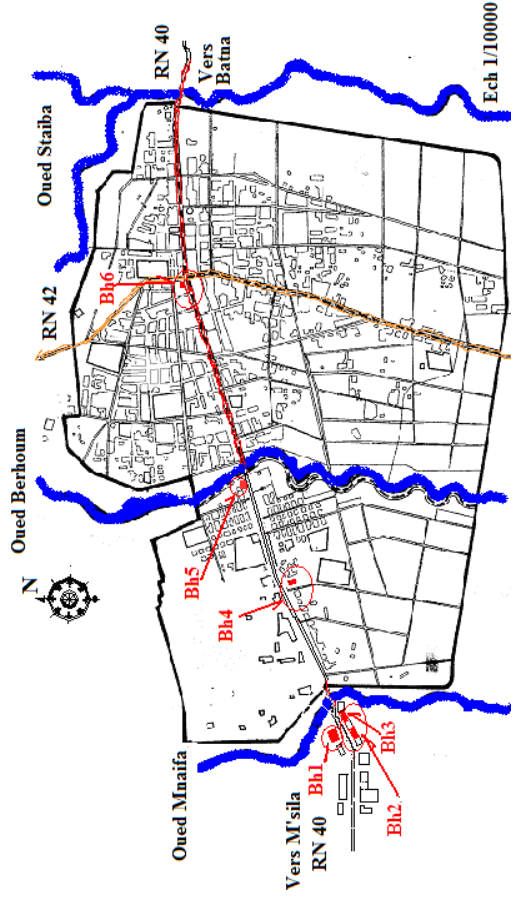 Oued Berhoum
Oued Staiba
RN 42
N
Bh6
RN 40
Oued Mnaifa
Bh5
Vers
Batna
Bh4
Vers M'sila
RN 40
Bh1
Bh3
Bh2
Ech 1/10000